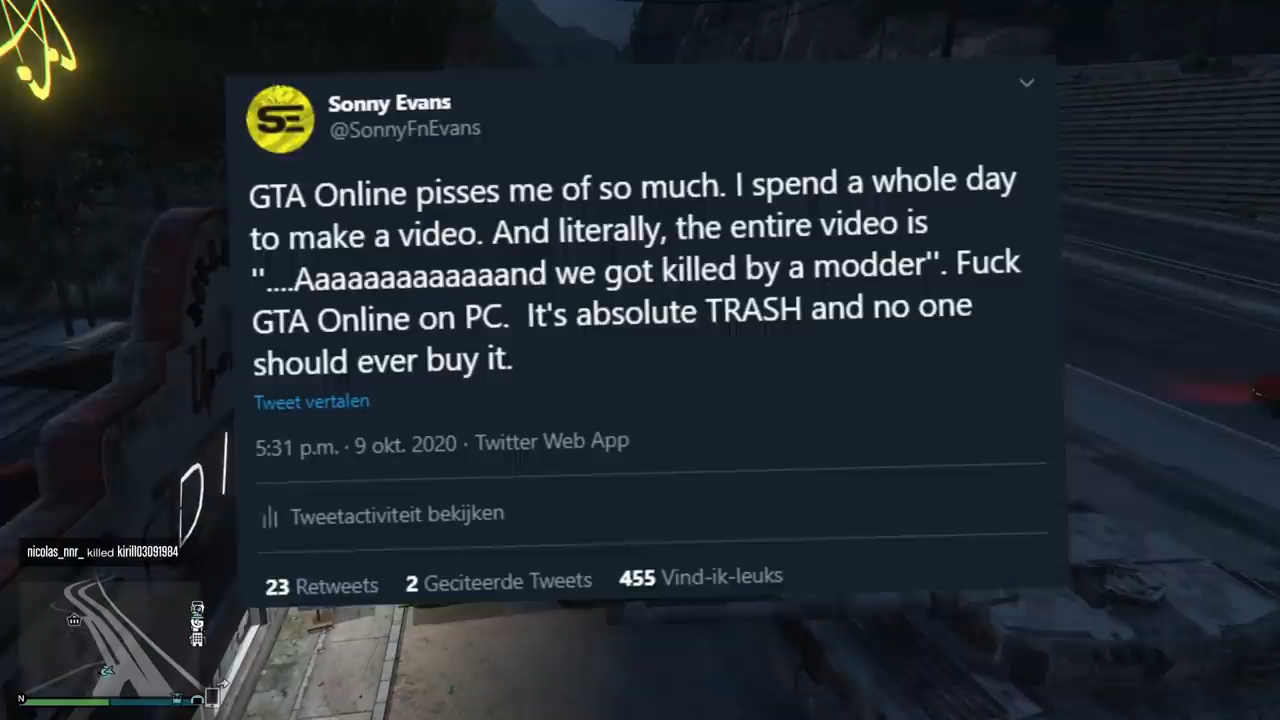 SE
Sonny Evans
@SonnyFnEvans
GTA Online pisses me of so much. I spend a whole day
to make a video. And literally, the entire video is
"....Aaaaaaaaaaaaaand we got killed by a modder". Fuck
GTA Online on PC.  It's absolute TRASH and no one
should ever buy it.
Tweet vertalen
5:31 p.m. · 9 okt. 2020 · Twitter Web App
Tweetactiviteit bekijken
23 Retweets 2 Geciteerde Tweets 455 Vind-ik-leuks
nicolas_nnr_ killed kirill03091984
N